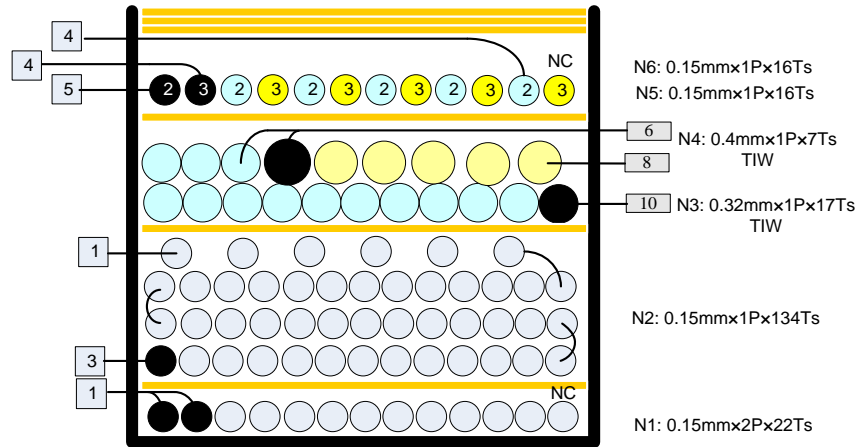 4
NC
4
N6: 0.15mm×1P×16Ts
5 2 3 2 3 2 3 2 3 2 3 2 3
N5: 0.15mm×1P×16Ts
6 N4: 0.4mm×1P×7Ts
8 TIW
10 N3: 0.32mm×1P×17Ts
TIW
1
N2: 0.15mm×1P×134Ts
3
1 NC
N1: 0.15mm×2P×22Ts